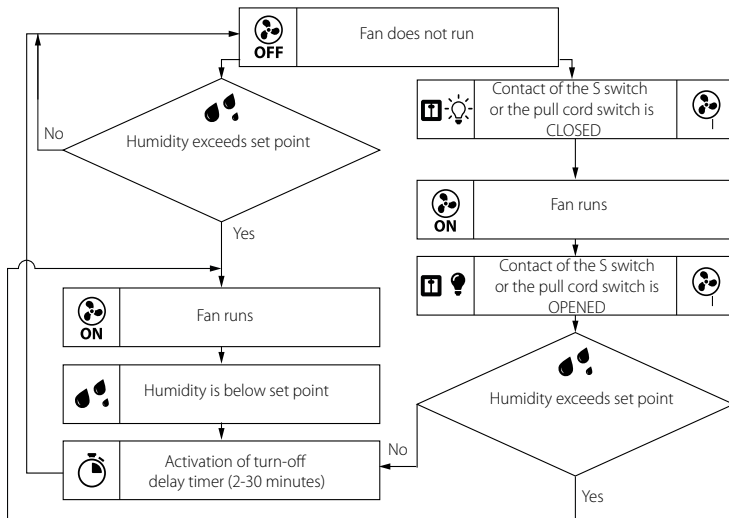 OFF
Fan does not run
Contact of the S switch
or the pull cord switch is
CLOSED
No
Humidity exceeds set point
Yes
ON
Fan runs
Contact of the S switch
or the pull cord switch is
OPENED
ON
Fan runs
Humidity is below set point
Humidity exceeds set point
No
Activation of turn-off
delay timer (2-30 minutes)
Yes